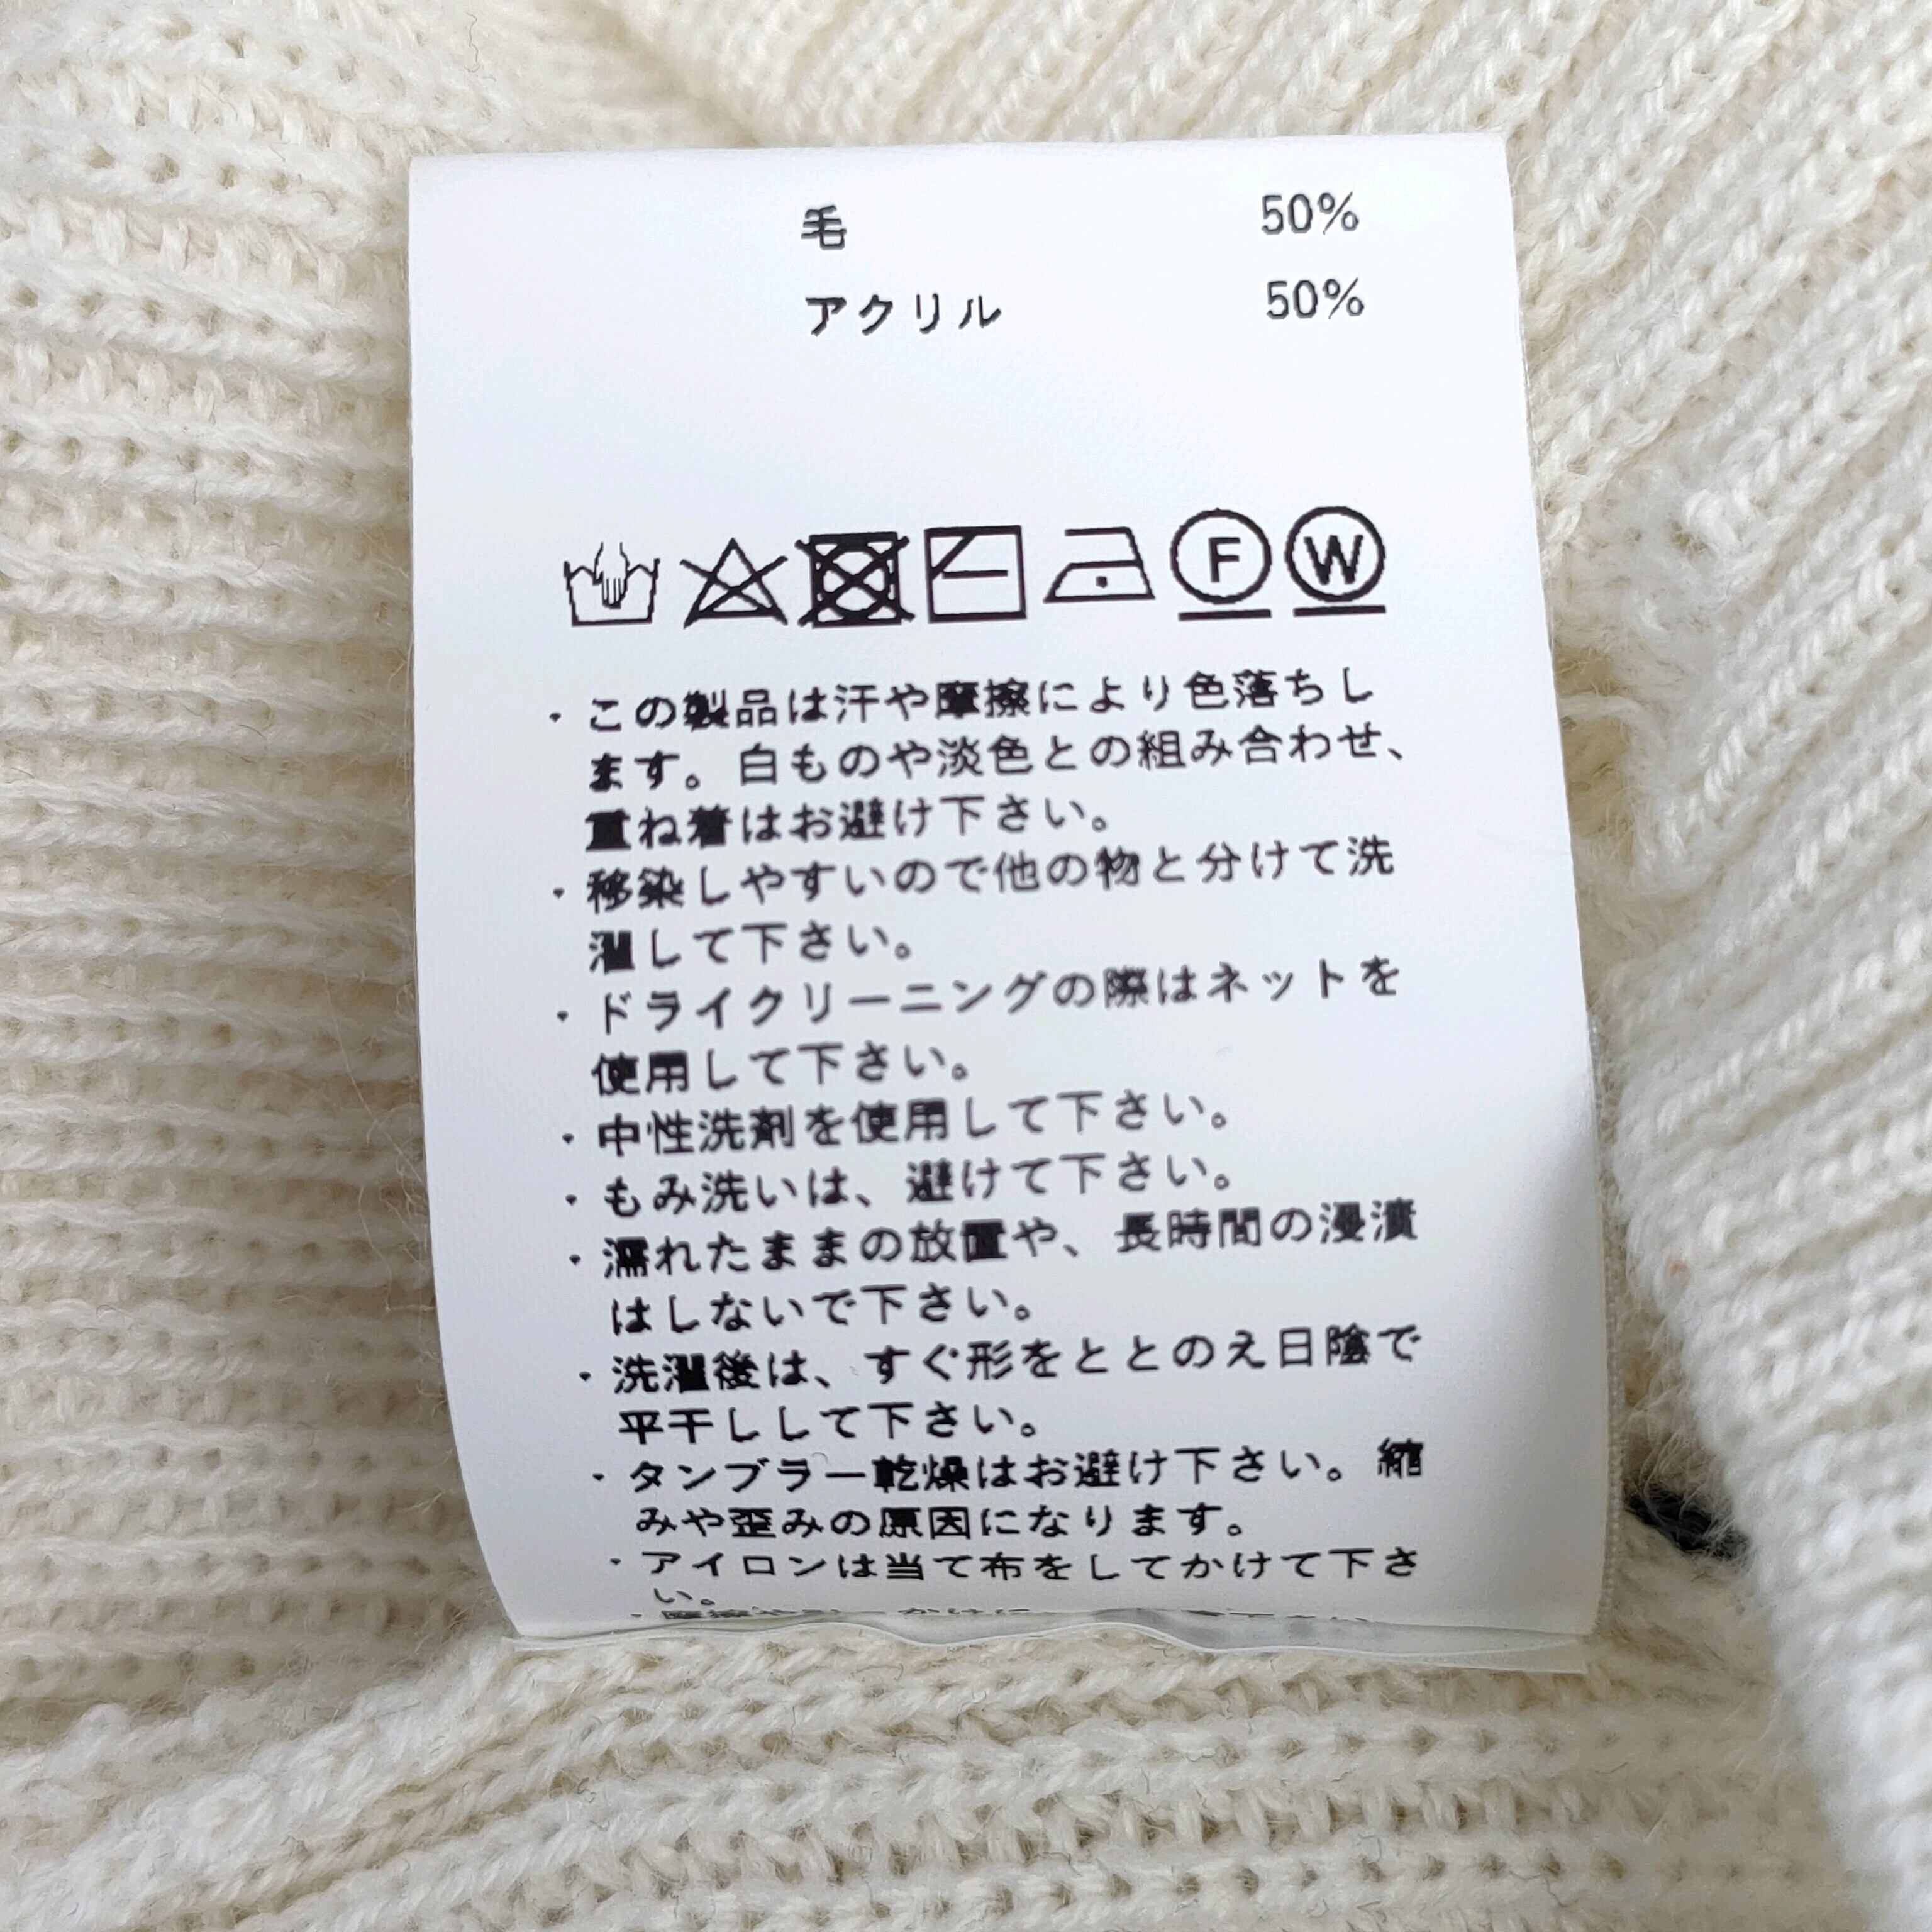 毛 50%
アクリル 50%
F W
・この製品は汗や摩擦により色落ちし
ます。白ものや淡色との組み合わせ、
重ね着はお避け下さい。
・移染しやすいので他の物と分けて洗
濯して下さい。
・ドライクリーニングの際はネットを
使用して下さい。
・中性洗剤を使用して下さい。
・もみ洗いは、避けて下さい。
・濡れたままの放置や、長時間の浸漬
はしないで下さい。
・洗濯後は、すぐ形をととのえ日陰で
平干しして下さい。
・タンブラー乾燥はお避け下さい。縮
みや歪みの原因になります。
・アイロンは当て布をしてかけて下さ
い。